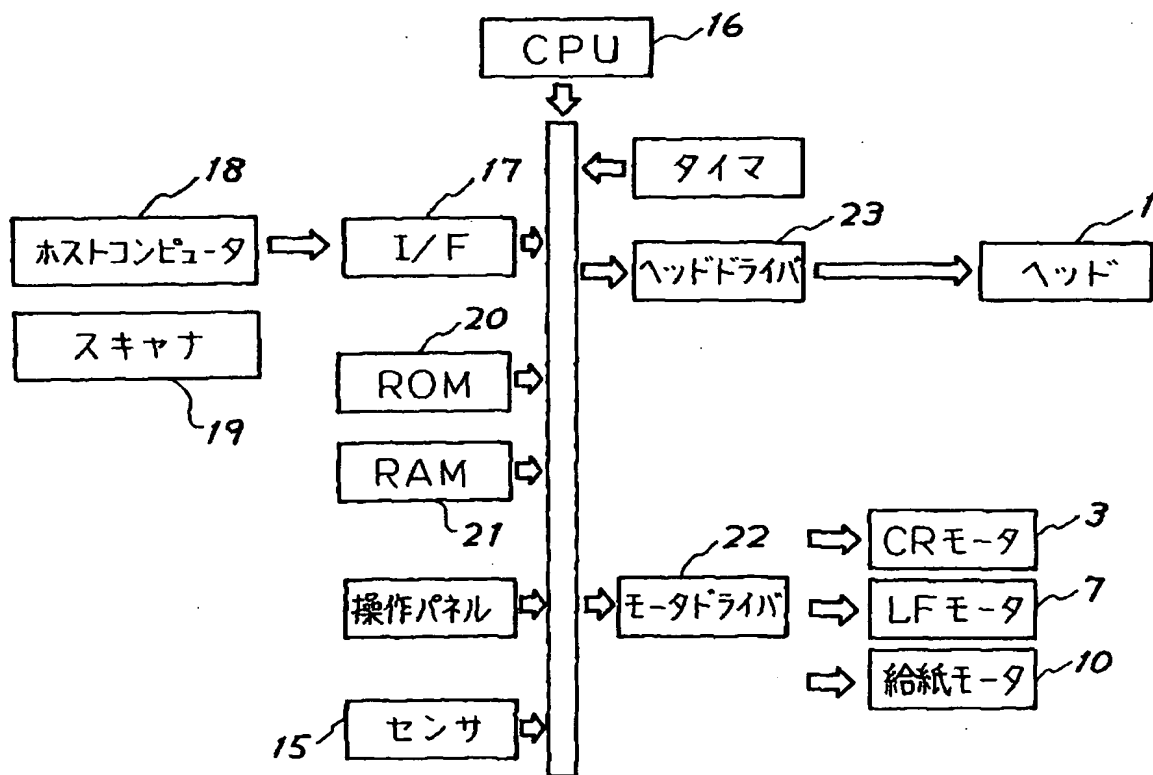 CPU
16
タイマ
18
17
23
1
ホストコンピュータ
I/F
ヘッドドライバ
ヘッド
スキャナ
19
20
ROM
RAM
21
22
CRモータ
3
操作パネル
モータドライバ
LFモータ
7
給紙モータ
10
15
センサ